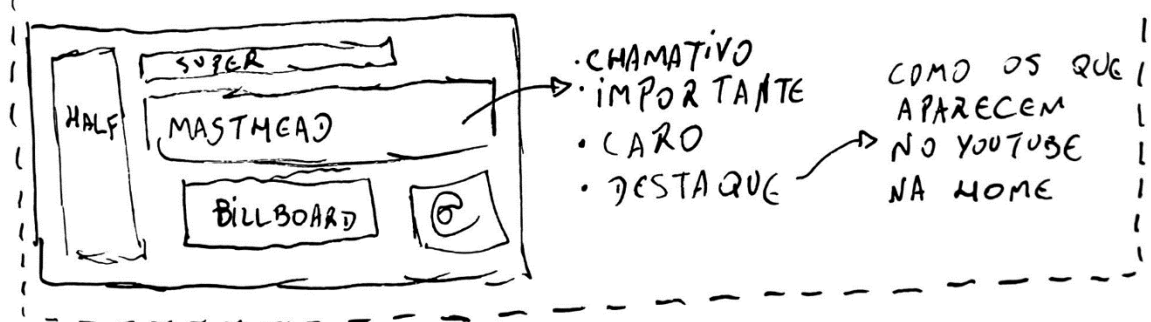 SUPER
HALF
MASTHEAD
BILLBOARD
@
· CHAMATIVO
· IMPORTANTE
· CARO
· DESTAQUE
COMO OS QUE
APARECEM
NO YOUTUBE
NA HOME